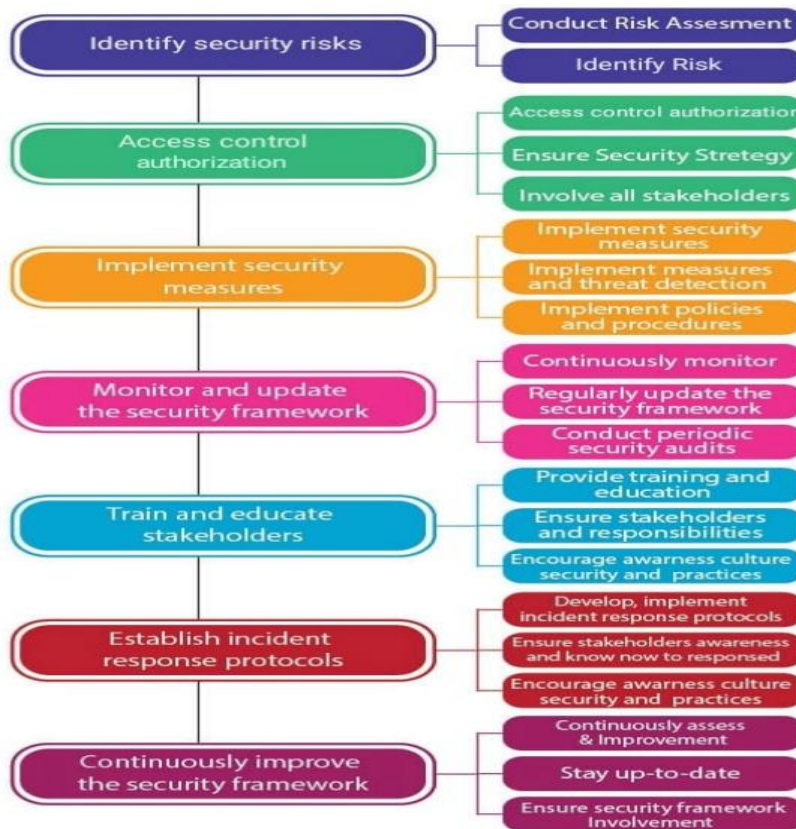 Identify security risks
Conduct Risk Assesment
Identify Risk
Access control
authorization
Access control authorization
Ensure Security Stretegy
Involve all stakeholders
Implement security
measures
Implement security
measures
Implement measures
and threat detection
Implement policies
and procedures
Monitor and update
the security framework
Continuously monitor
Regularly update the
security framework
Conduct periodic
security audits
Train and educate
stakeholders
Provide training and
education
Ensure stakeholders
and responsibilities
Encourage awarness culture
security and practices
Establish incident
response protocols
Develop, implement
incident response protocols
Ensure stakeholders awareness
and know now to responsed
Encourage awarness culture
security and practices
Continuously improve
the security framework
Continuously assess
& Improvement
Stay up-to-date
Ensure security framework
Involvement